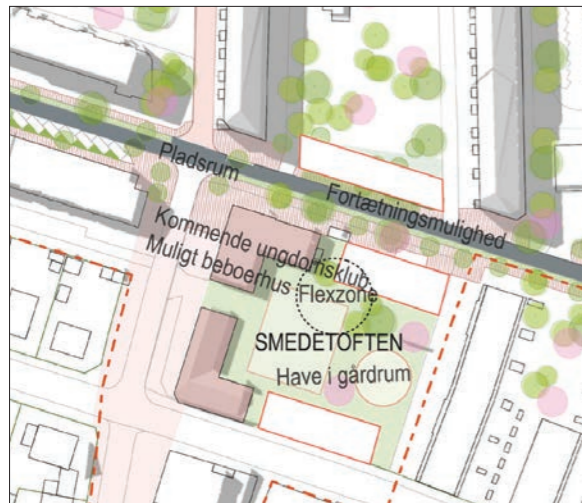 Pladsrum
Fortætningsmulighed
Kommende ungdomsklub
Muligt beboerhus
Flexzone
SMEDETOFTEN
Have i gårdrum